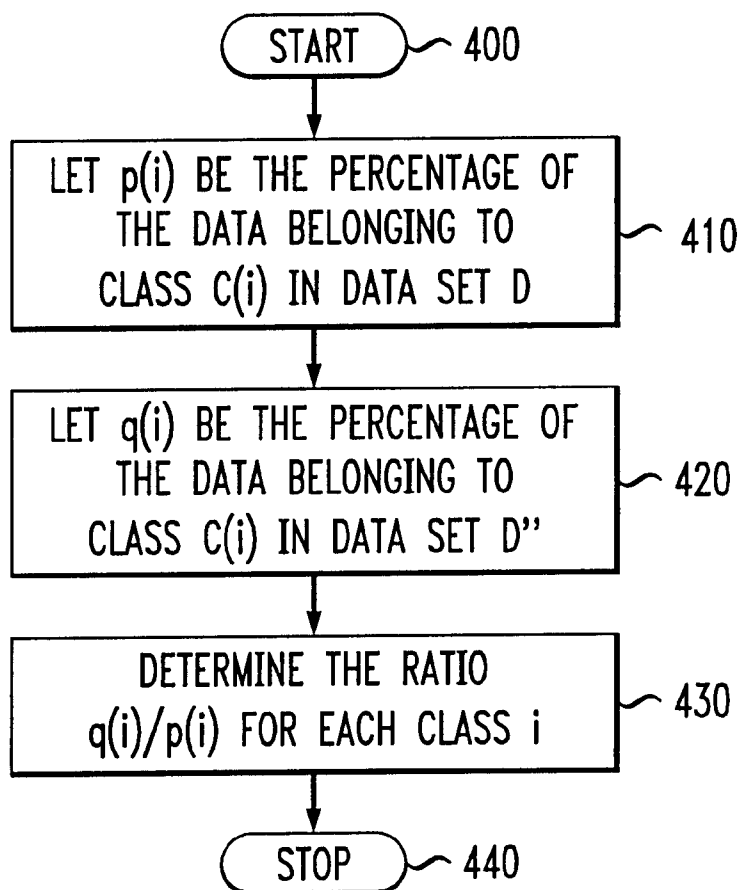 START 400
LET p(i) BE THE PERCENTAGE OF
THE DATA BELONGING TO
CLASS C(i) IN DATA SET D
410
LET q(i) BE THE PERCENTAGE OF
THE DATA BELONGING TO
CLASS C(i) IN DATA SET D’’
420
DETERMINE THE RATIO
q(i)/p(i) FOR EACH CLASS i
430
STOP 440